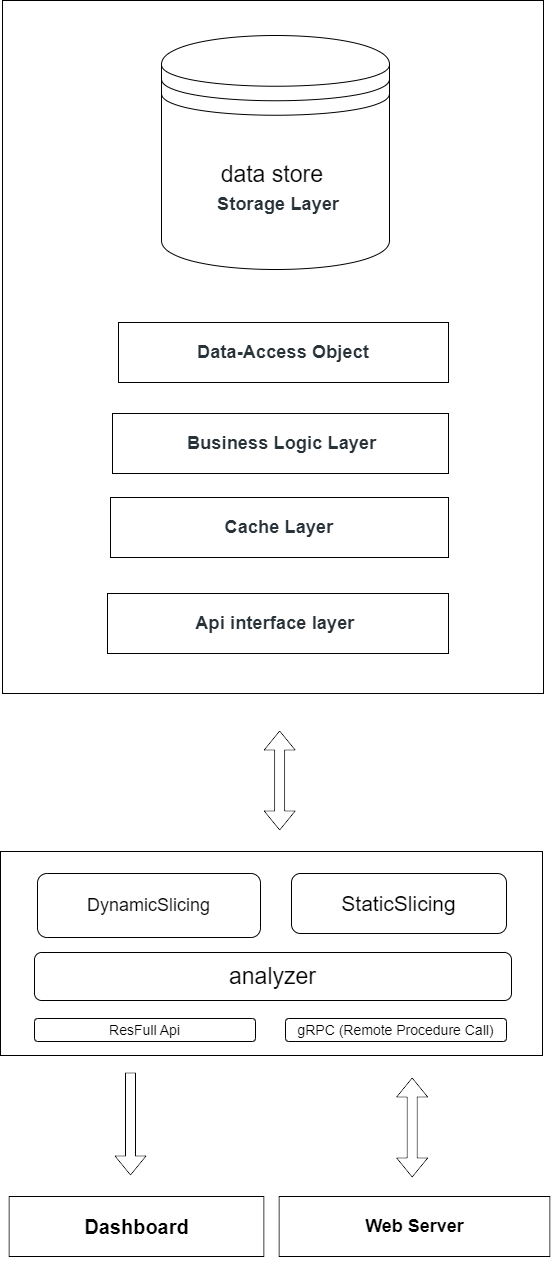 data store
Storage Layer
Data-Access Object
Business Logic Layer
Cache Layer
Api interface layer
DynamicSlicing
StaticSlicing
analyzer
ResFull Api
gRPC (Remote Procedure Call)
Dashboard
Web Server